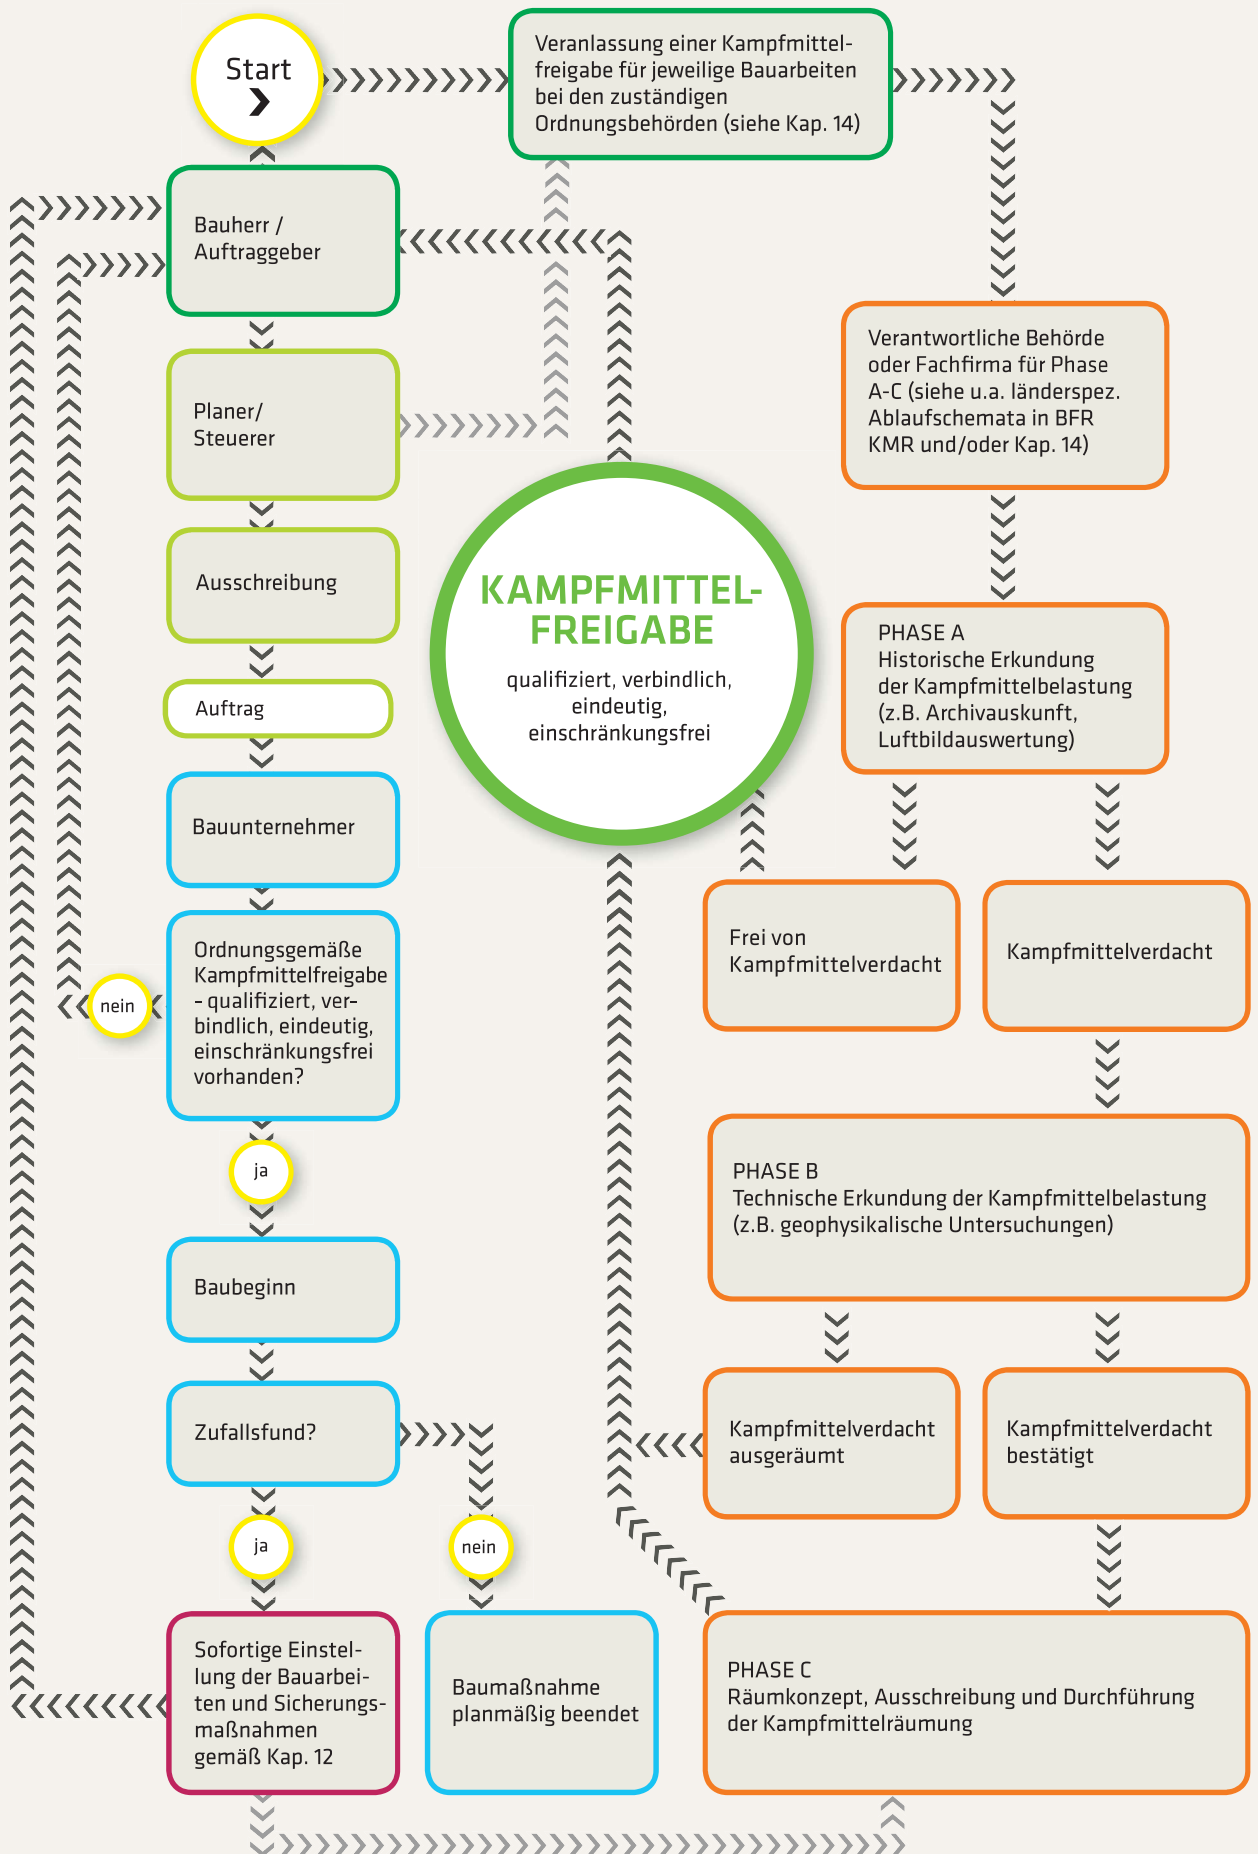 Start
Veranlassung einer Kampfmittel-
freigabe für jeweilige Bauarbeiten
bei den zuständigen
Ordnungsbehörden (siehe Kap. 14)
Bauherr /
Auftraggeber
Planer/
Steuerer
Ausschreibung
Auftrag
Bauunternehmer
Ordnungsgemäße
Kampfmittelfreigabe
- qualifiziert, ver-
bindlich, eindeutig,
einschränkungsfrei
vorhanden?
nein
ja
Baubeginn
Zufallsfund?
ja
nein
Sofortige Einstel-
lung der Bauarbei-
ten und Sicherungs-
maßnahmen
gemäß Kap. 12
Baumaßnahme
planmäßig beendet
KAMPFMITTEL-
FREIGABE
qualifiziert, verbindlich,
eindeutig,
einschränkungsfrei
Verantwortliche Behörde
oder Fachfirma für Phase
A-C (siehe u.a. länderspez.
Ablaufschemata in BFR
KMR und/oder Kap. 14)
PHASE A
Historische Erkundung
der Kampfmittelbelastung
(z.B. Archivauskunft,
Luftbildauswertung)
Frei von
Kampfmittelverdacht
Kampfmittelverdacht
PHASE B
Technische Erkundung der Kampfmittelbelastung
(z.B. geophysikalische Untersuchungen)
Kampfmittelverdacht
ausgeräumt
Kampfmittelverdacht
bestätigt
PHASE C
Räumkonzept, Ausschreibung und Durchführung
der Kampfmittelräumung